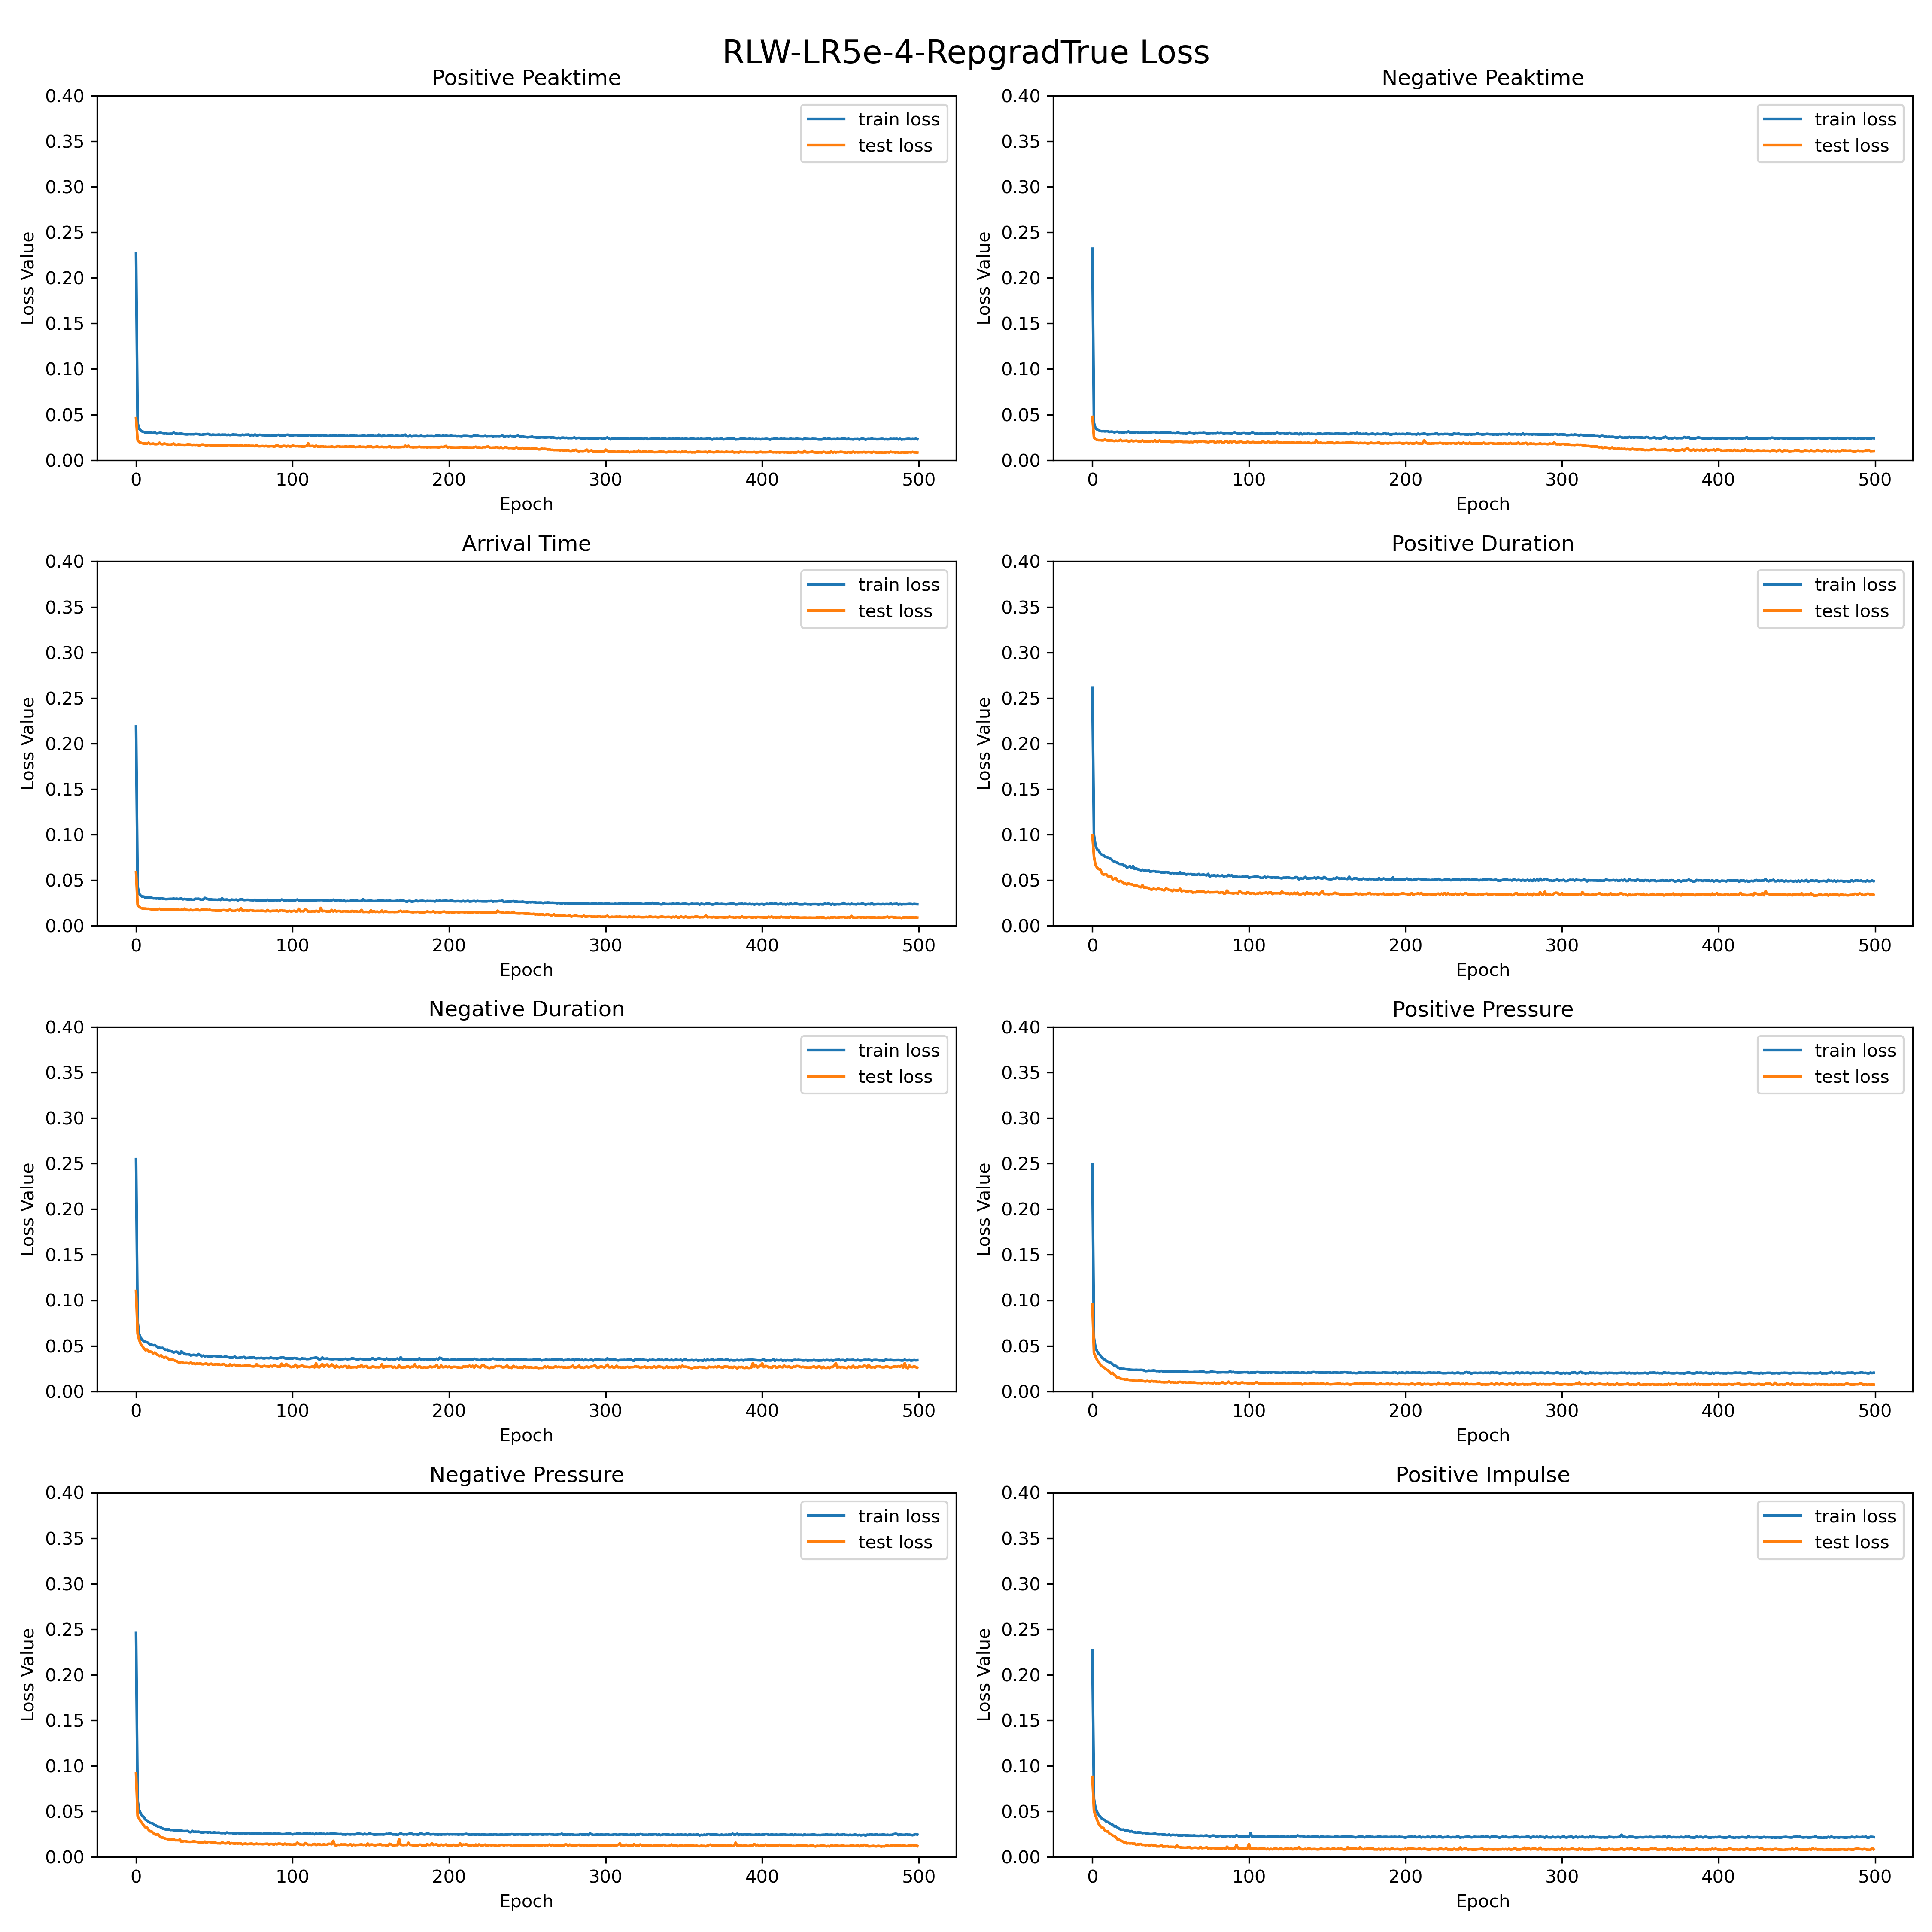 RLW-LR5e-4-RepgradTrue Loss
Positive Peaktime
0.40
0.35
0.30
0.25
0.20
0.15
0.10
0.05
0.00
Loss Value
train loss
test loss
0 100 200 300 400 500
Epoch
Negative Peaktime
0.40
0.35
0.30
0.25
0.20
0.15
0.10
0.05
0.00
Loss Value
train loss
test loss
0 100 200 300 400 500
Epoch
Arrival Time
0.40
0.35
0.30
0.25
0.20
0.15
0.10
0.05
0.00
Loss Value
train loss
test loss
0 100 200 300 400 500
Epoch
Positive Duration
0.40
0.35
0.30
0.25
0.20
0.15
0.10
0.05
0.00
Loss Value
train loss
test loss
0 100 200 300 400 500
Epoch
Negative Duration
0.40
0.35
0.30
0.25
0.20
0.15
0.10
0.05
0.00
Loss Value
train loss
test loss
0 100 200 300 400 500
Epoch
Positive Pressure
0.40
0.35
0.30
0.25
0.20
0.15
0.10
0.05
0.00
Loss Value
train loss
test loss
0 100 200 300 400 500
Epoch
Negative Pressure
0.40
0.35
0.30
0.25
0.20
0.15
0.10
0.05
0.00
Loss Value
train loss
test loss
0 100 200 300 400 500
Epoch
Positive Impulse
0.40
0.35
0.30
0.25
0.20
0.15
0.10
0.05
0.00
Loss Value
train loss
test loss
0 100 200 300 400 500
Epoch